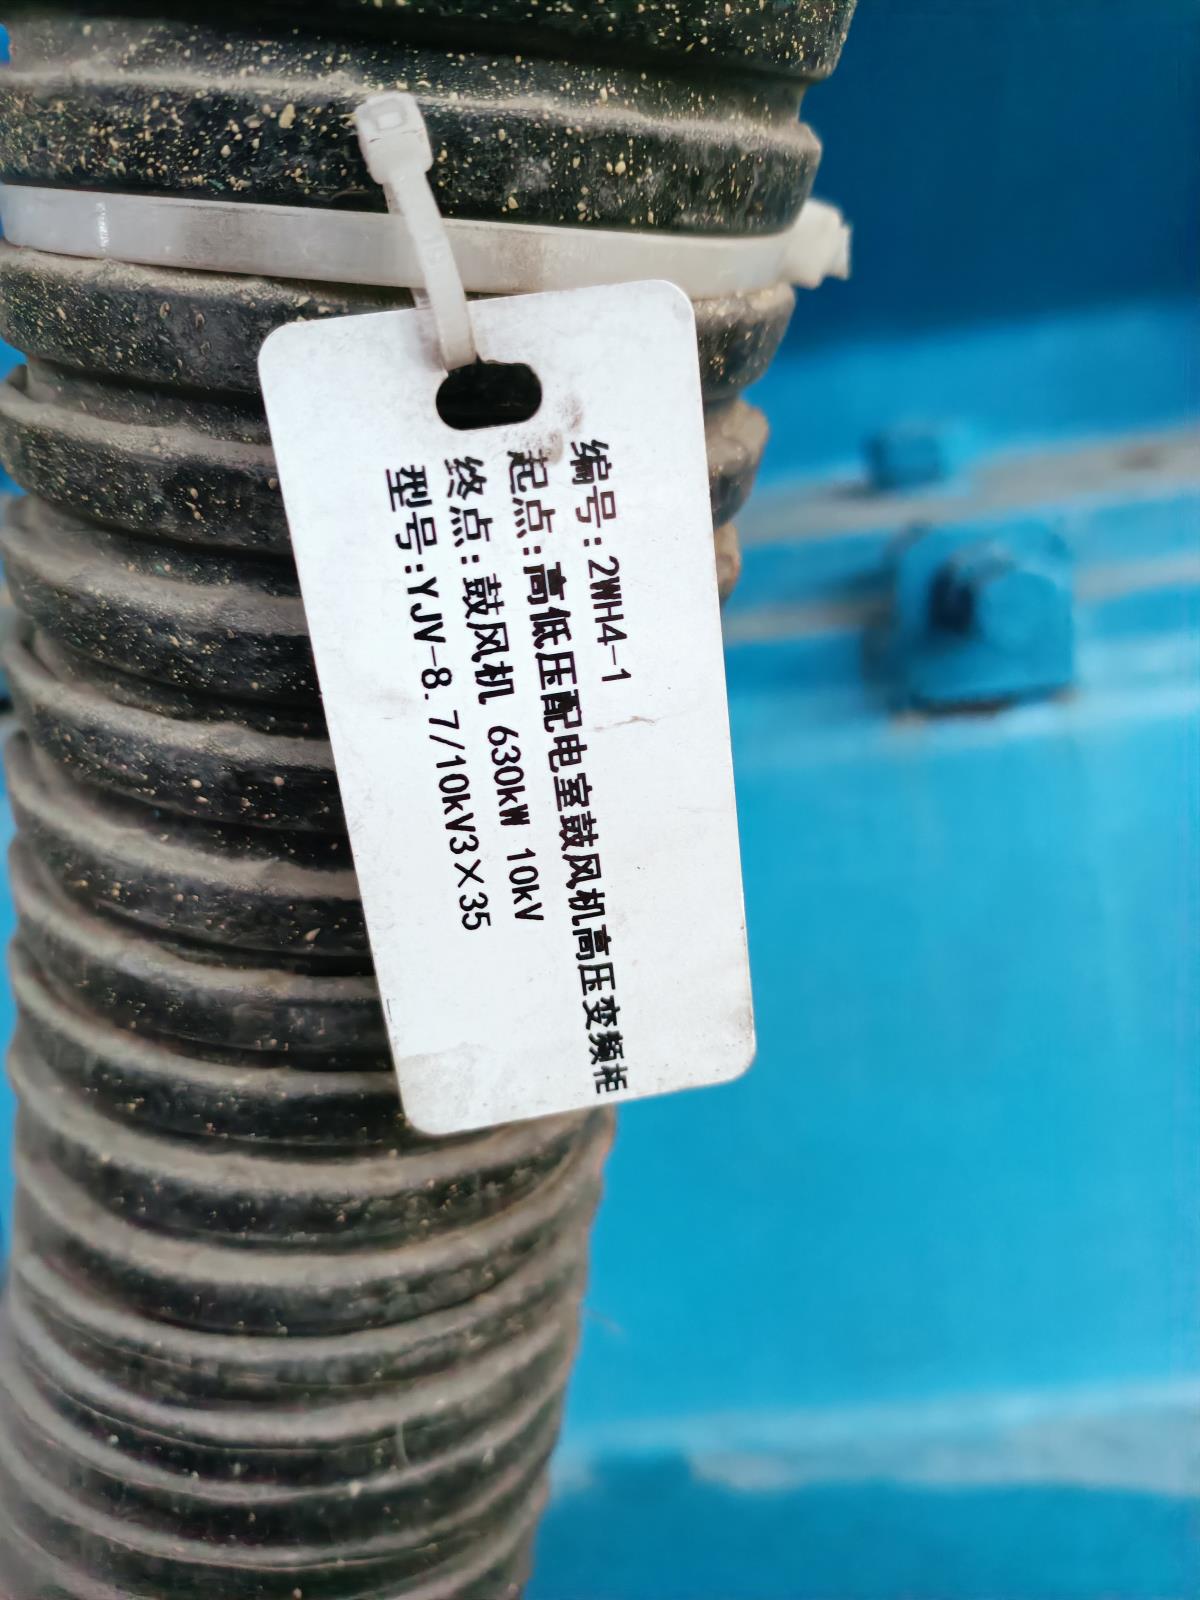 编号:2WH4-1
起点:高低压配电室鼓风机高压变频柜
终点:鼓风机 630kW 10kV
型号:YJV-8.7/10kV3×35